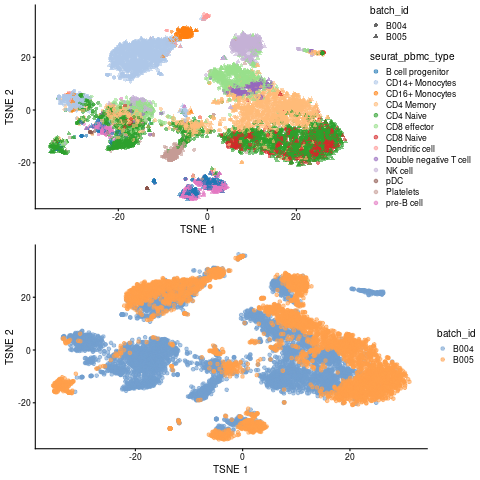 batch_id
B004
B005
seurat_pbmc_type
B cell progenitor
CD14+ Monocytes
CD16+ Monocytes
CD4 Memory
CD4 Naive
CD8 effector
CD8 Naive
Dendritic cell
Double negative T cell
NK cell
pDC
Platelets
pre-B cell
TSNE 2
20
0
-20
-20
0
20
TSNE 1
TSNE 2
20
0
-20
-20
0
20
TSNE 1
batch_id
B004
B005